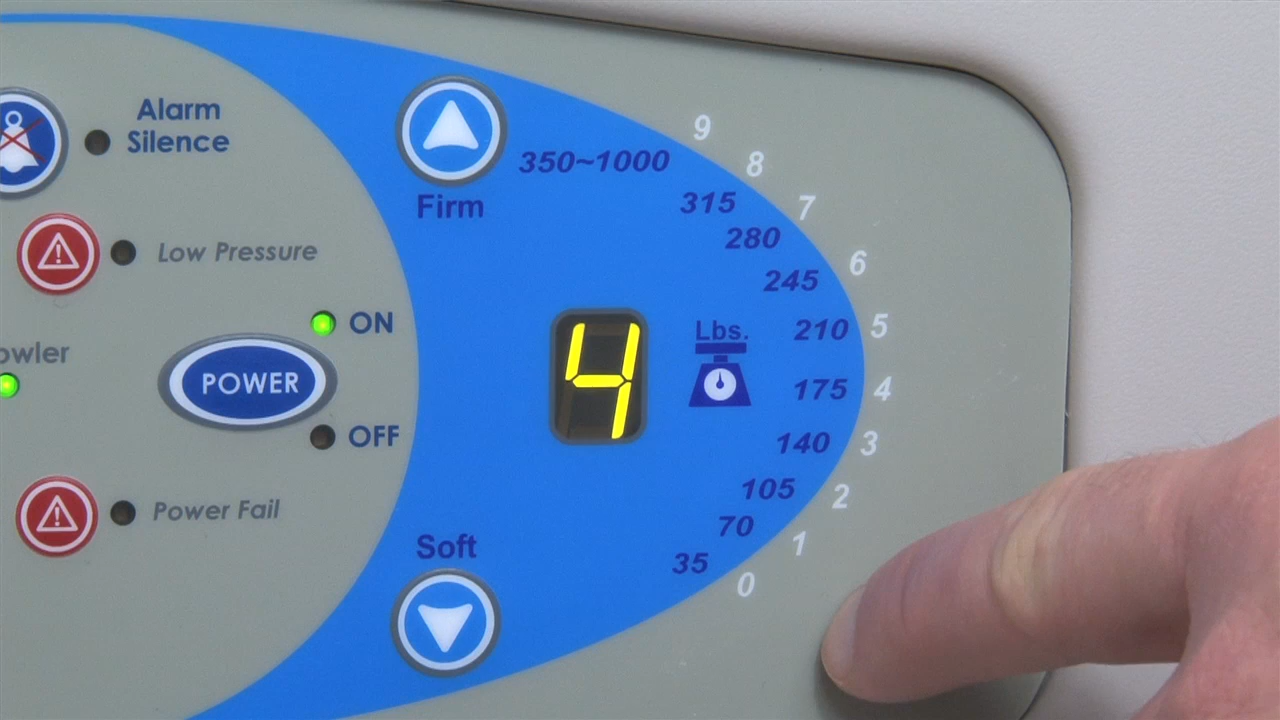 Alarm
Silence
Low Pressure
ON
owler
POWER
OFF
Power Fail
Firm
Soft
4
Lbs.
350~1000 9
315 8
280 7
245 6
210 5
175 4
140 3
105 2
70 1
35 0